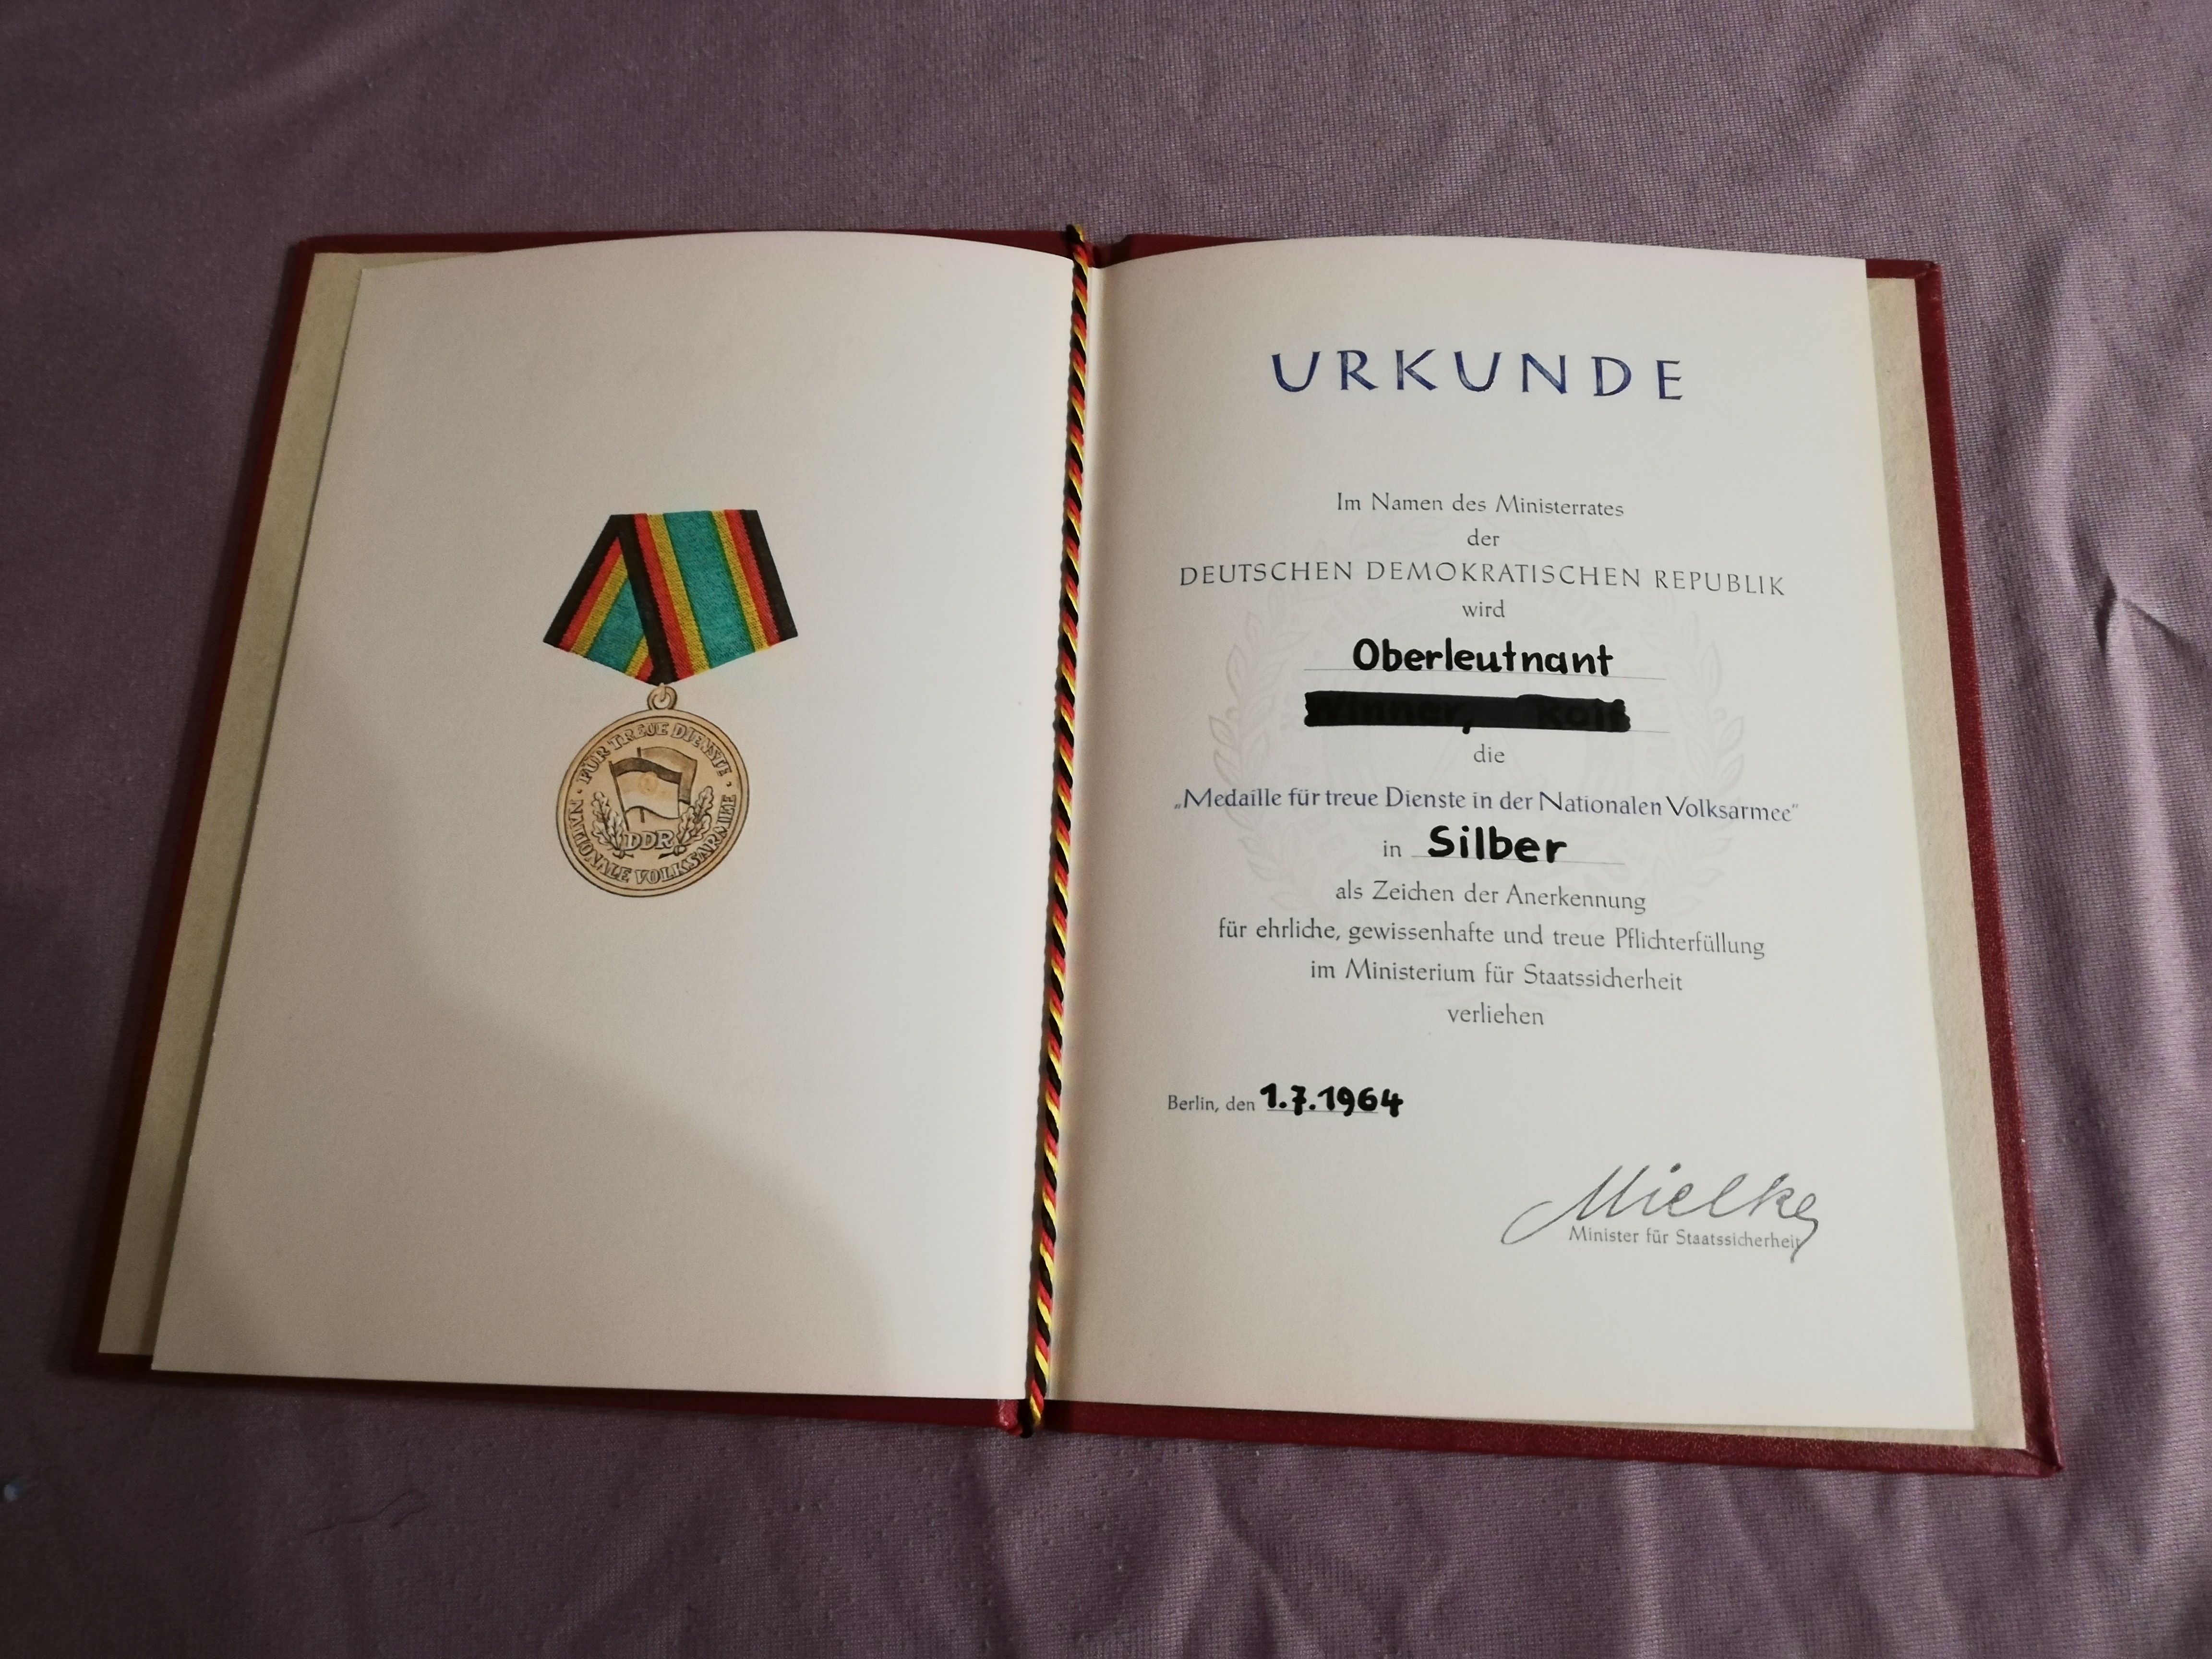 FÜR TREUE DIENSTE
NATIONALE VOLKSARMEE
DDR
URKUNDE
Im Namen des Ministerrates
der
DEUTSCHEN DEMOKRATISCHEN REPUBLIK
wird
Oberleutnant
die
„Medaille für treue Dienste in der Nationalen Volksarmee“
in Silber
als Zeichen der Anerkennung
für ehrliche, gewissenhafte und treue Pflichterfüllung
im Ministerium für Staatssicherheit
verliehen
Berlin, den 1.7.1964
Mielke
Minister für Staatssicherheit